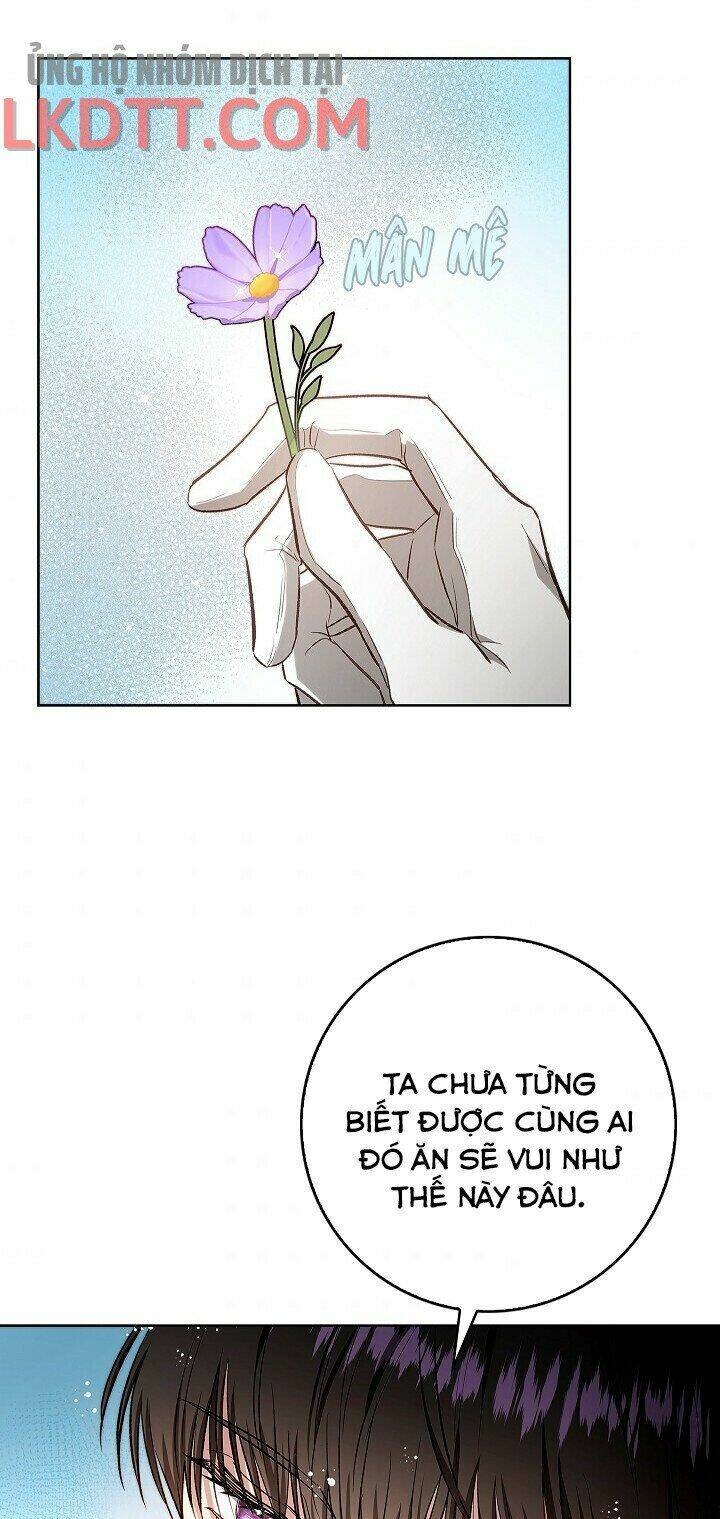 ỦNG HỘ NHÓM DỊCH TẠI
LKDTT.COM
MÂN MÊ
TA CHƯA TỪNG
BIẾT ĐƯỢC CÙNG AI
ĐÓ ĂN SẼ VUI NHƯ
THẾ NÀY ĐÂU.